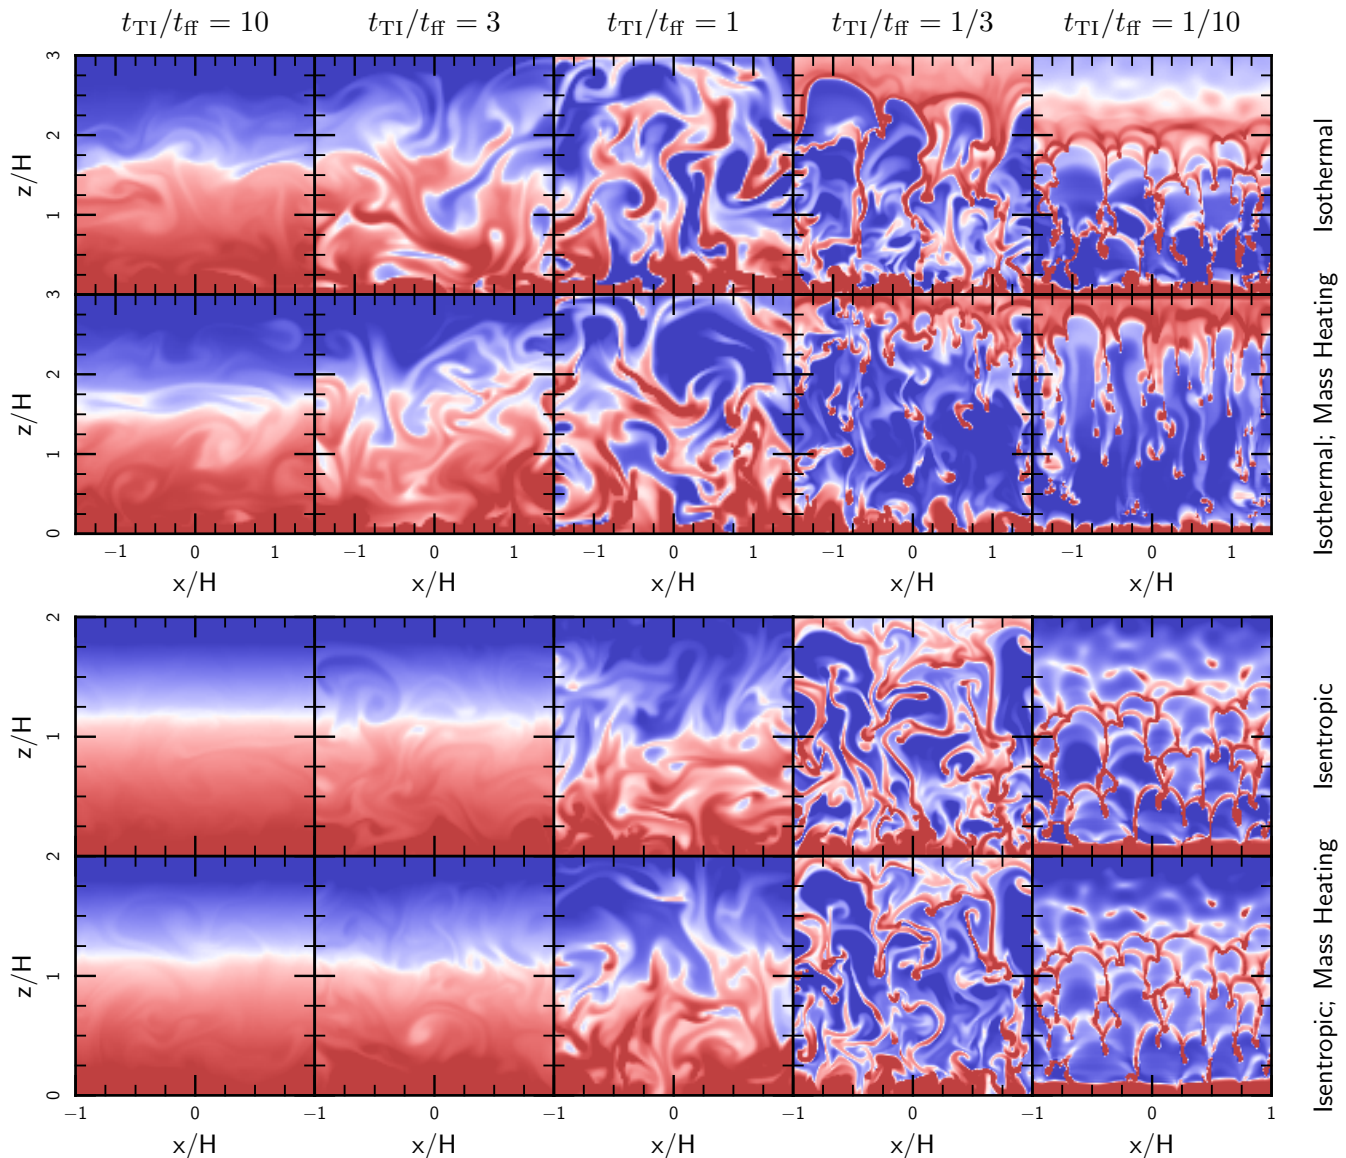 t_TI/t_ff = 10 t_TI/t_ff = 3 t_TI/t_ff = 1 t_TI/t_ff = 1/3 t_TI/t_ff = 1/10
3
2
z/H
1
Isothermal
3
2
z/H
1
0
Isothermal; Mass Heating
−1 0 1 −1 0 1 −1 0 1 −1 0 1 −1 0 1
x/H x/H x/H x/H x/H
2
z/H
1
Isentropic
2
z/H
1
0
Isentropic; Mass Heating
−1 0 −1 0 −1 0 −1 0 −1 0 1
x/H x/H x/H x/H x/H